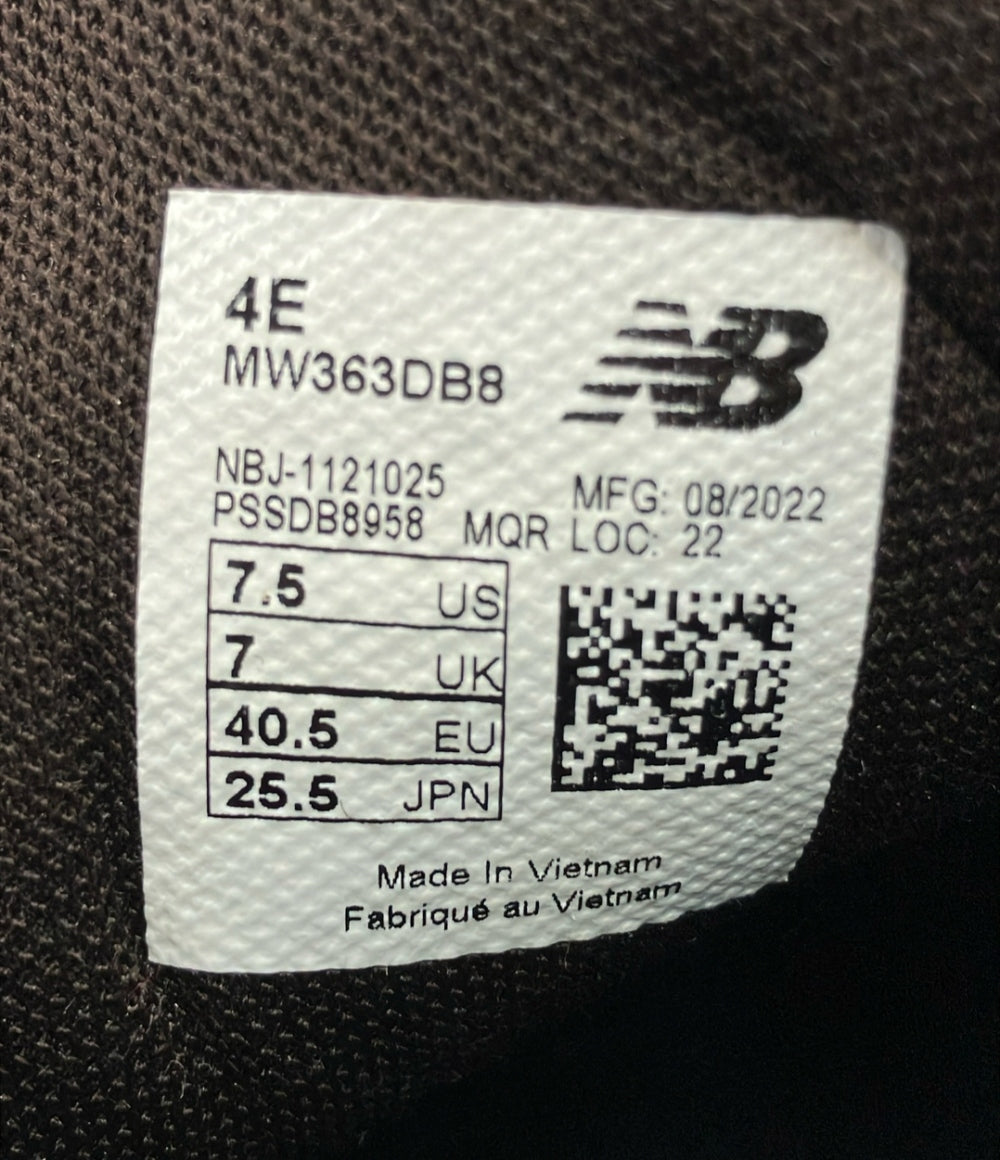 4E
MW363DB8
NB
NBJ-1121025
PSSDB8958 MQR
MFG: 08/2022
LOC: 22
7.5 US
7 UK
40.5 EU
25.5 JPN
Made In Vietnam
Fabriqué au Vietnam